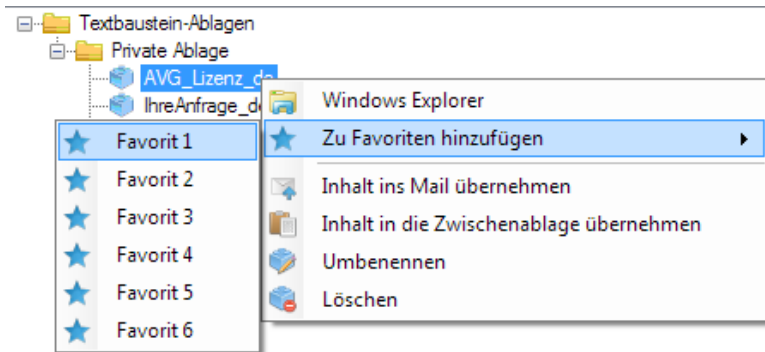 Textbaustein-Ablagen
Private Ablage
AVG_Lizenz_de
IhreAnfrage_d
Windows Explorer
Zu Favoriten hinzufügen
Inhalt ins Mail übernehmen
Inhalt in die Zwischenablage übernehmen
Umbenennen
Löschen
Favorit 1
Favorit 2
Favorit 3
Favorit 4
Favorit 5
Favorit 6